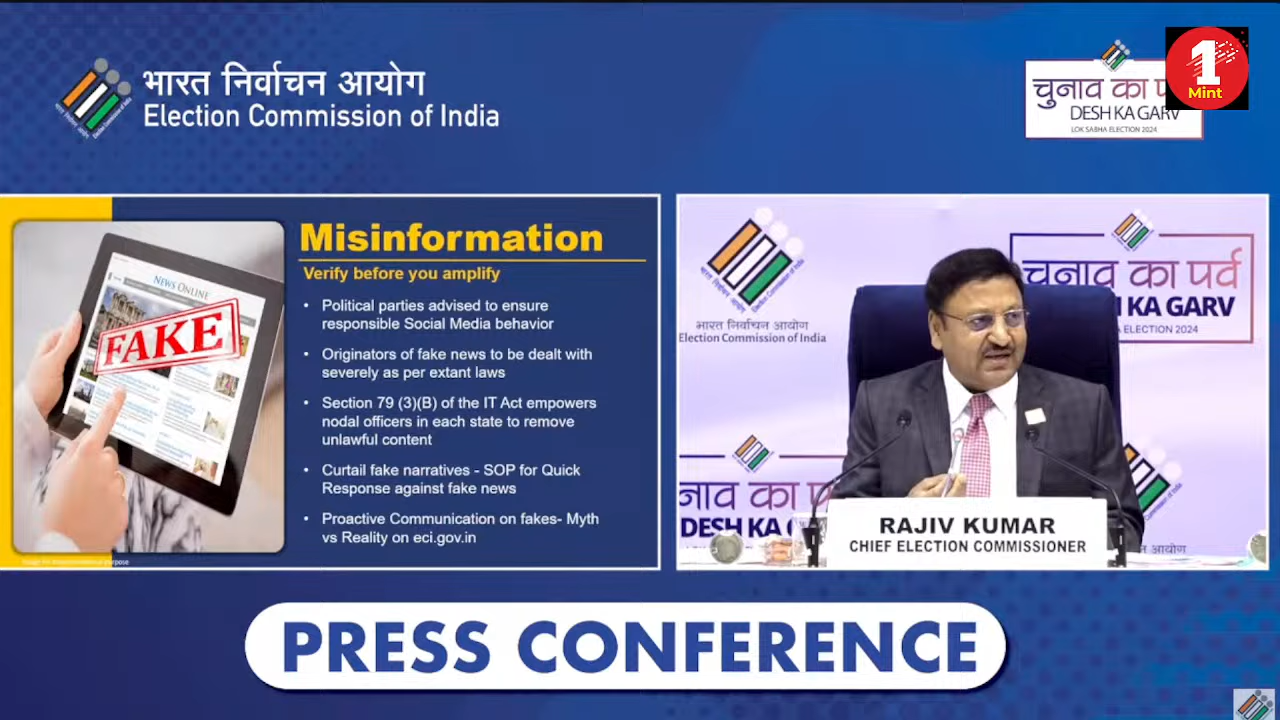 भारत निर्वाचन आयोग
Election Commission of India
चुनाव का
DESH KA GARV
LOK SABHA ELECTION 2024
1
Mint
NEWS ONLINE
FAKE
Misinformation
Verify before you amplify
• Political parties advised to ensure
responsible Social Media behavior
• Originators of fake news to be dealt with
severely as per extant laws
• Section 79 (3)(B) of the IT Act empowers
nodal officers in each state to remove
unlawful content
• Curtail fake narratives - SOP for Quick
Response against fake news
• Proactive Communication on fakes- Myth
vs Reality on eci.gov.in
भारत निर्वाचन आयोग
Election Commission of India
चुनाव का पर्व
DESH KA GARV
ELECTION 2024
का
DESH KA
RAJIV KUMAR
CHIEF ELECTION COMMISSIONER
आयोग
PRESS CONFERENCE